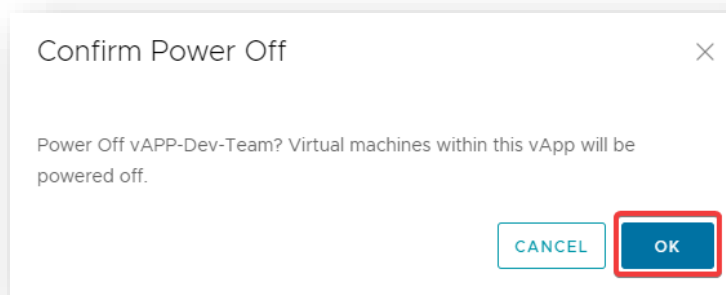 Confirm Power Off
Power Off vAPP-Dev-Team? Virtual machines within this vApp will be
powered off.
CANCEL
OK